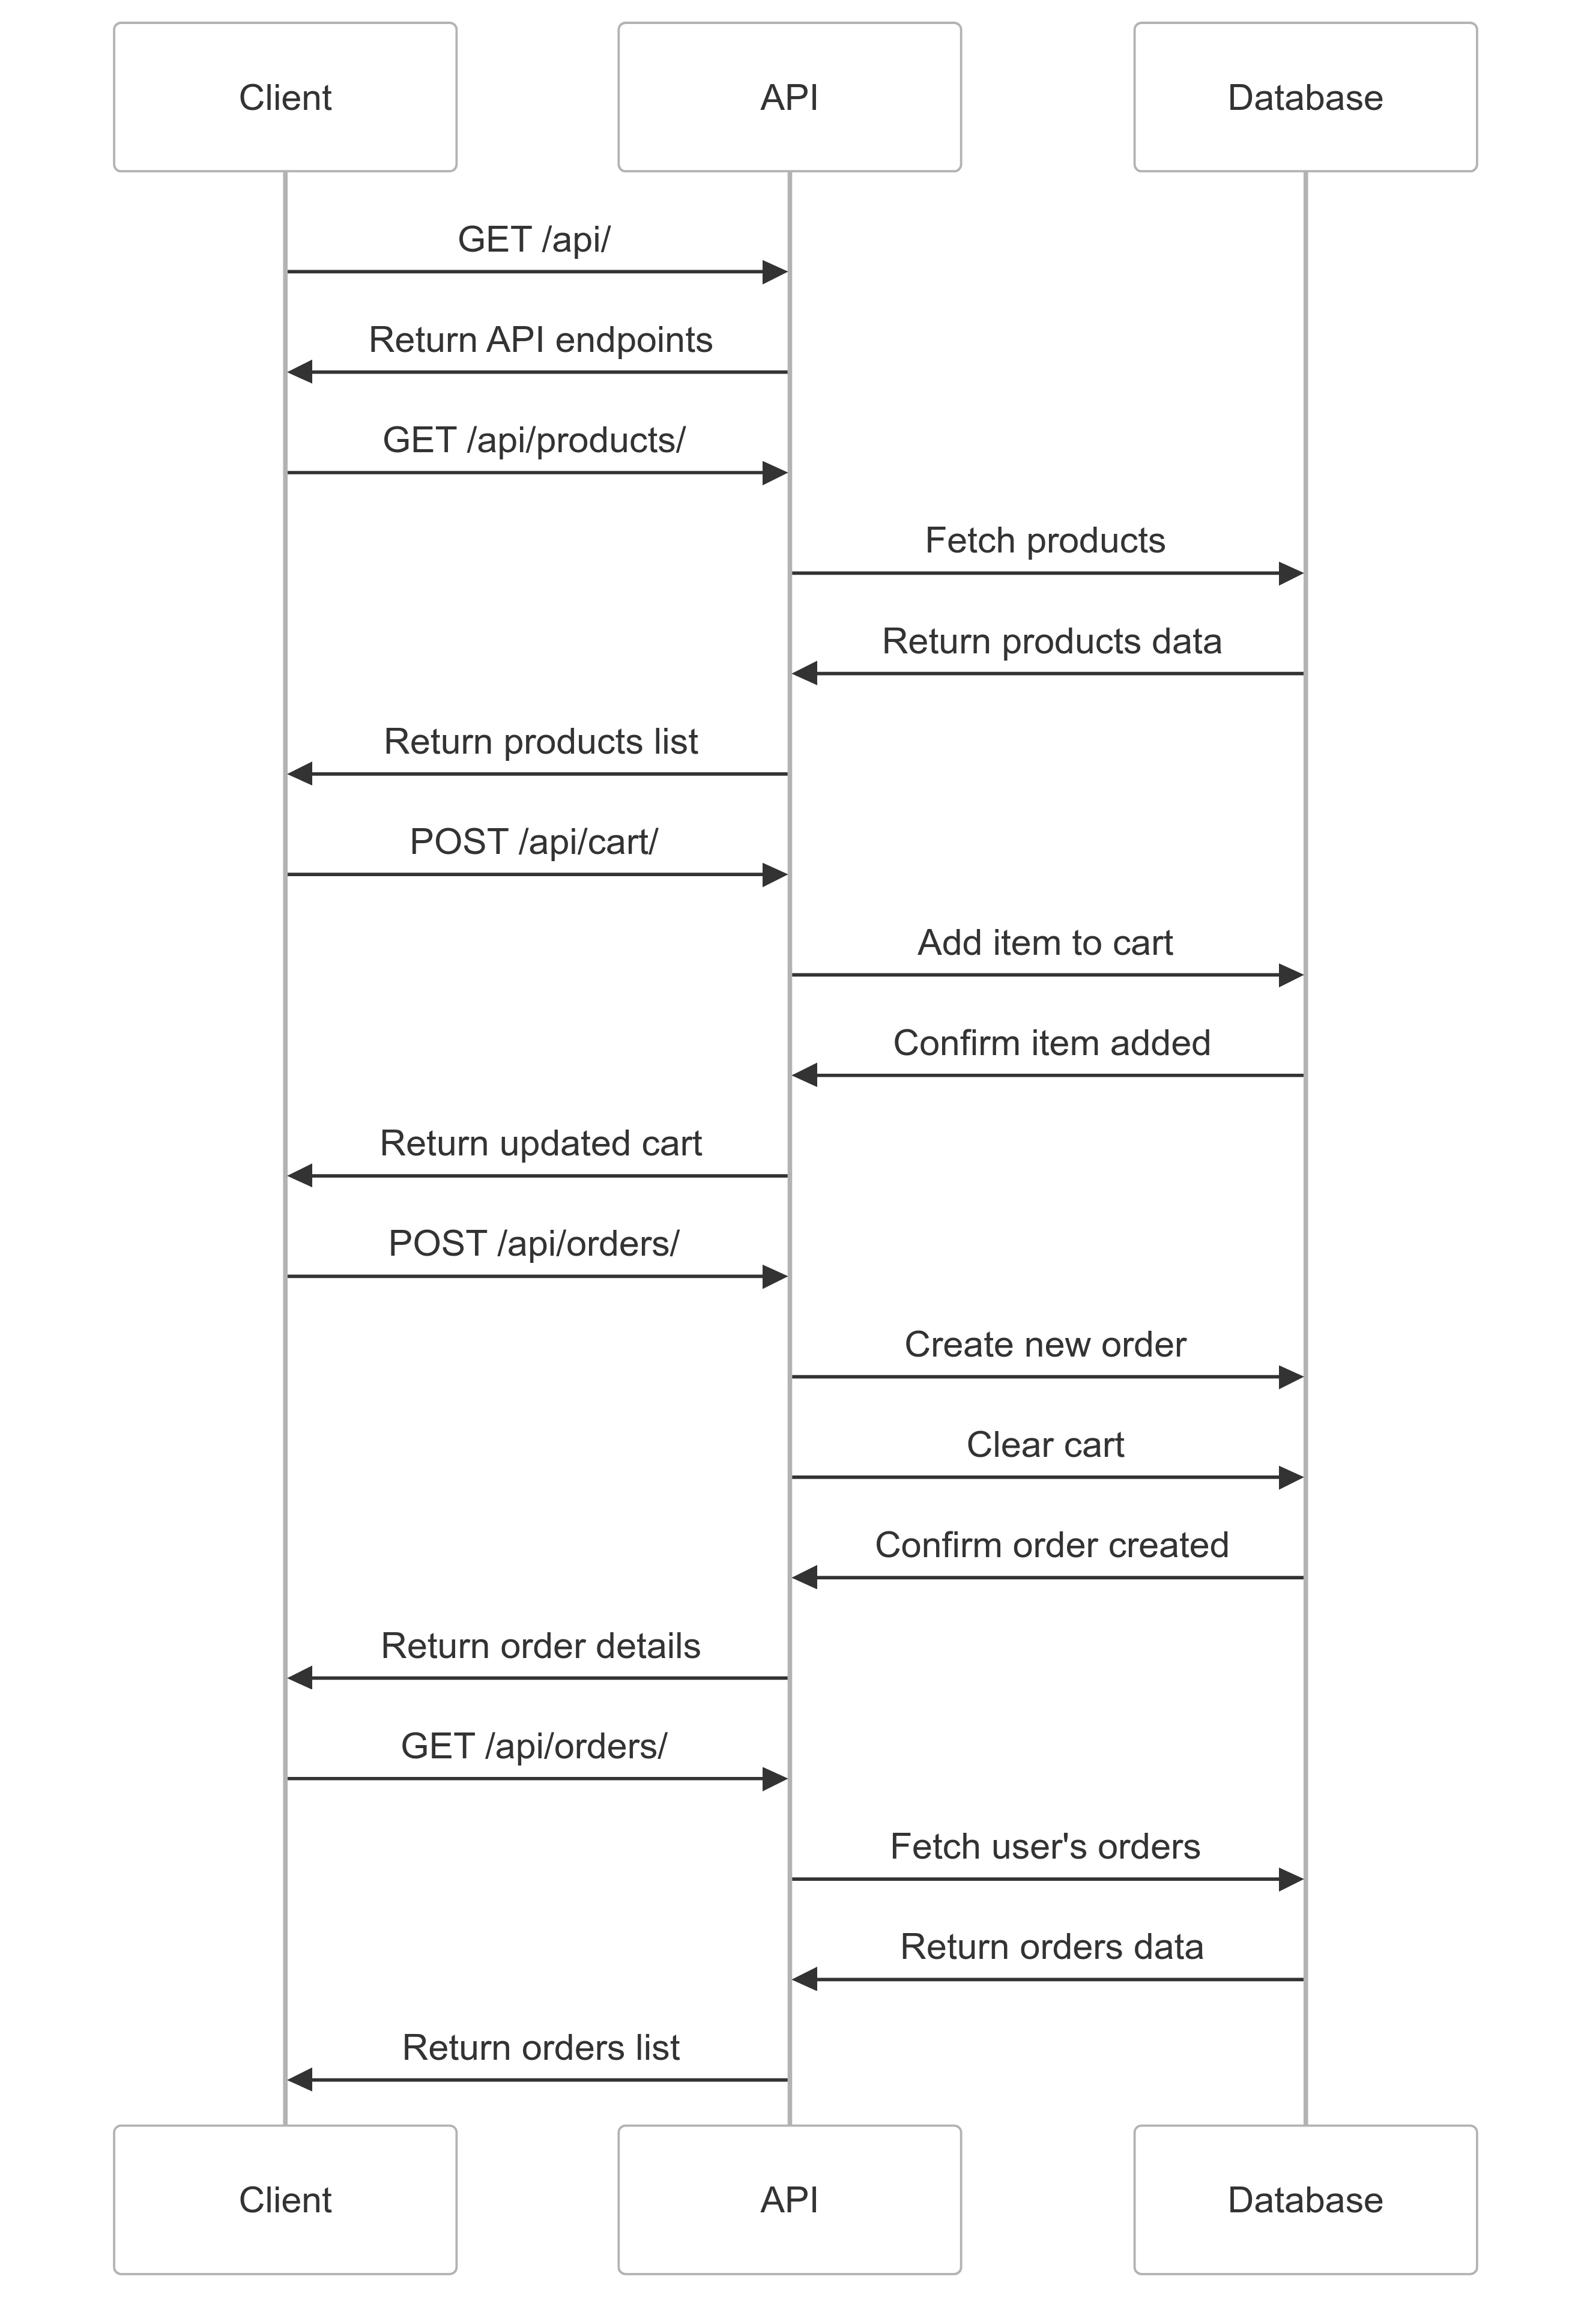 Client
API
Database
GET /api/
Return API endpoints
GET /api/products/
Fetch products
Return products data
Return products list
POST /api/cart/
Add item to cart
Confirm item added
Return updated cart
POST /api/orders/
Create new order
Clear cart
Confirm order created
Return order details
GET /api/orders/
Fetch user's orders
Return orders data
Return orders list
Client
API
Database